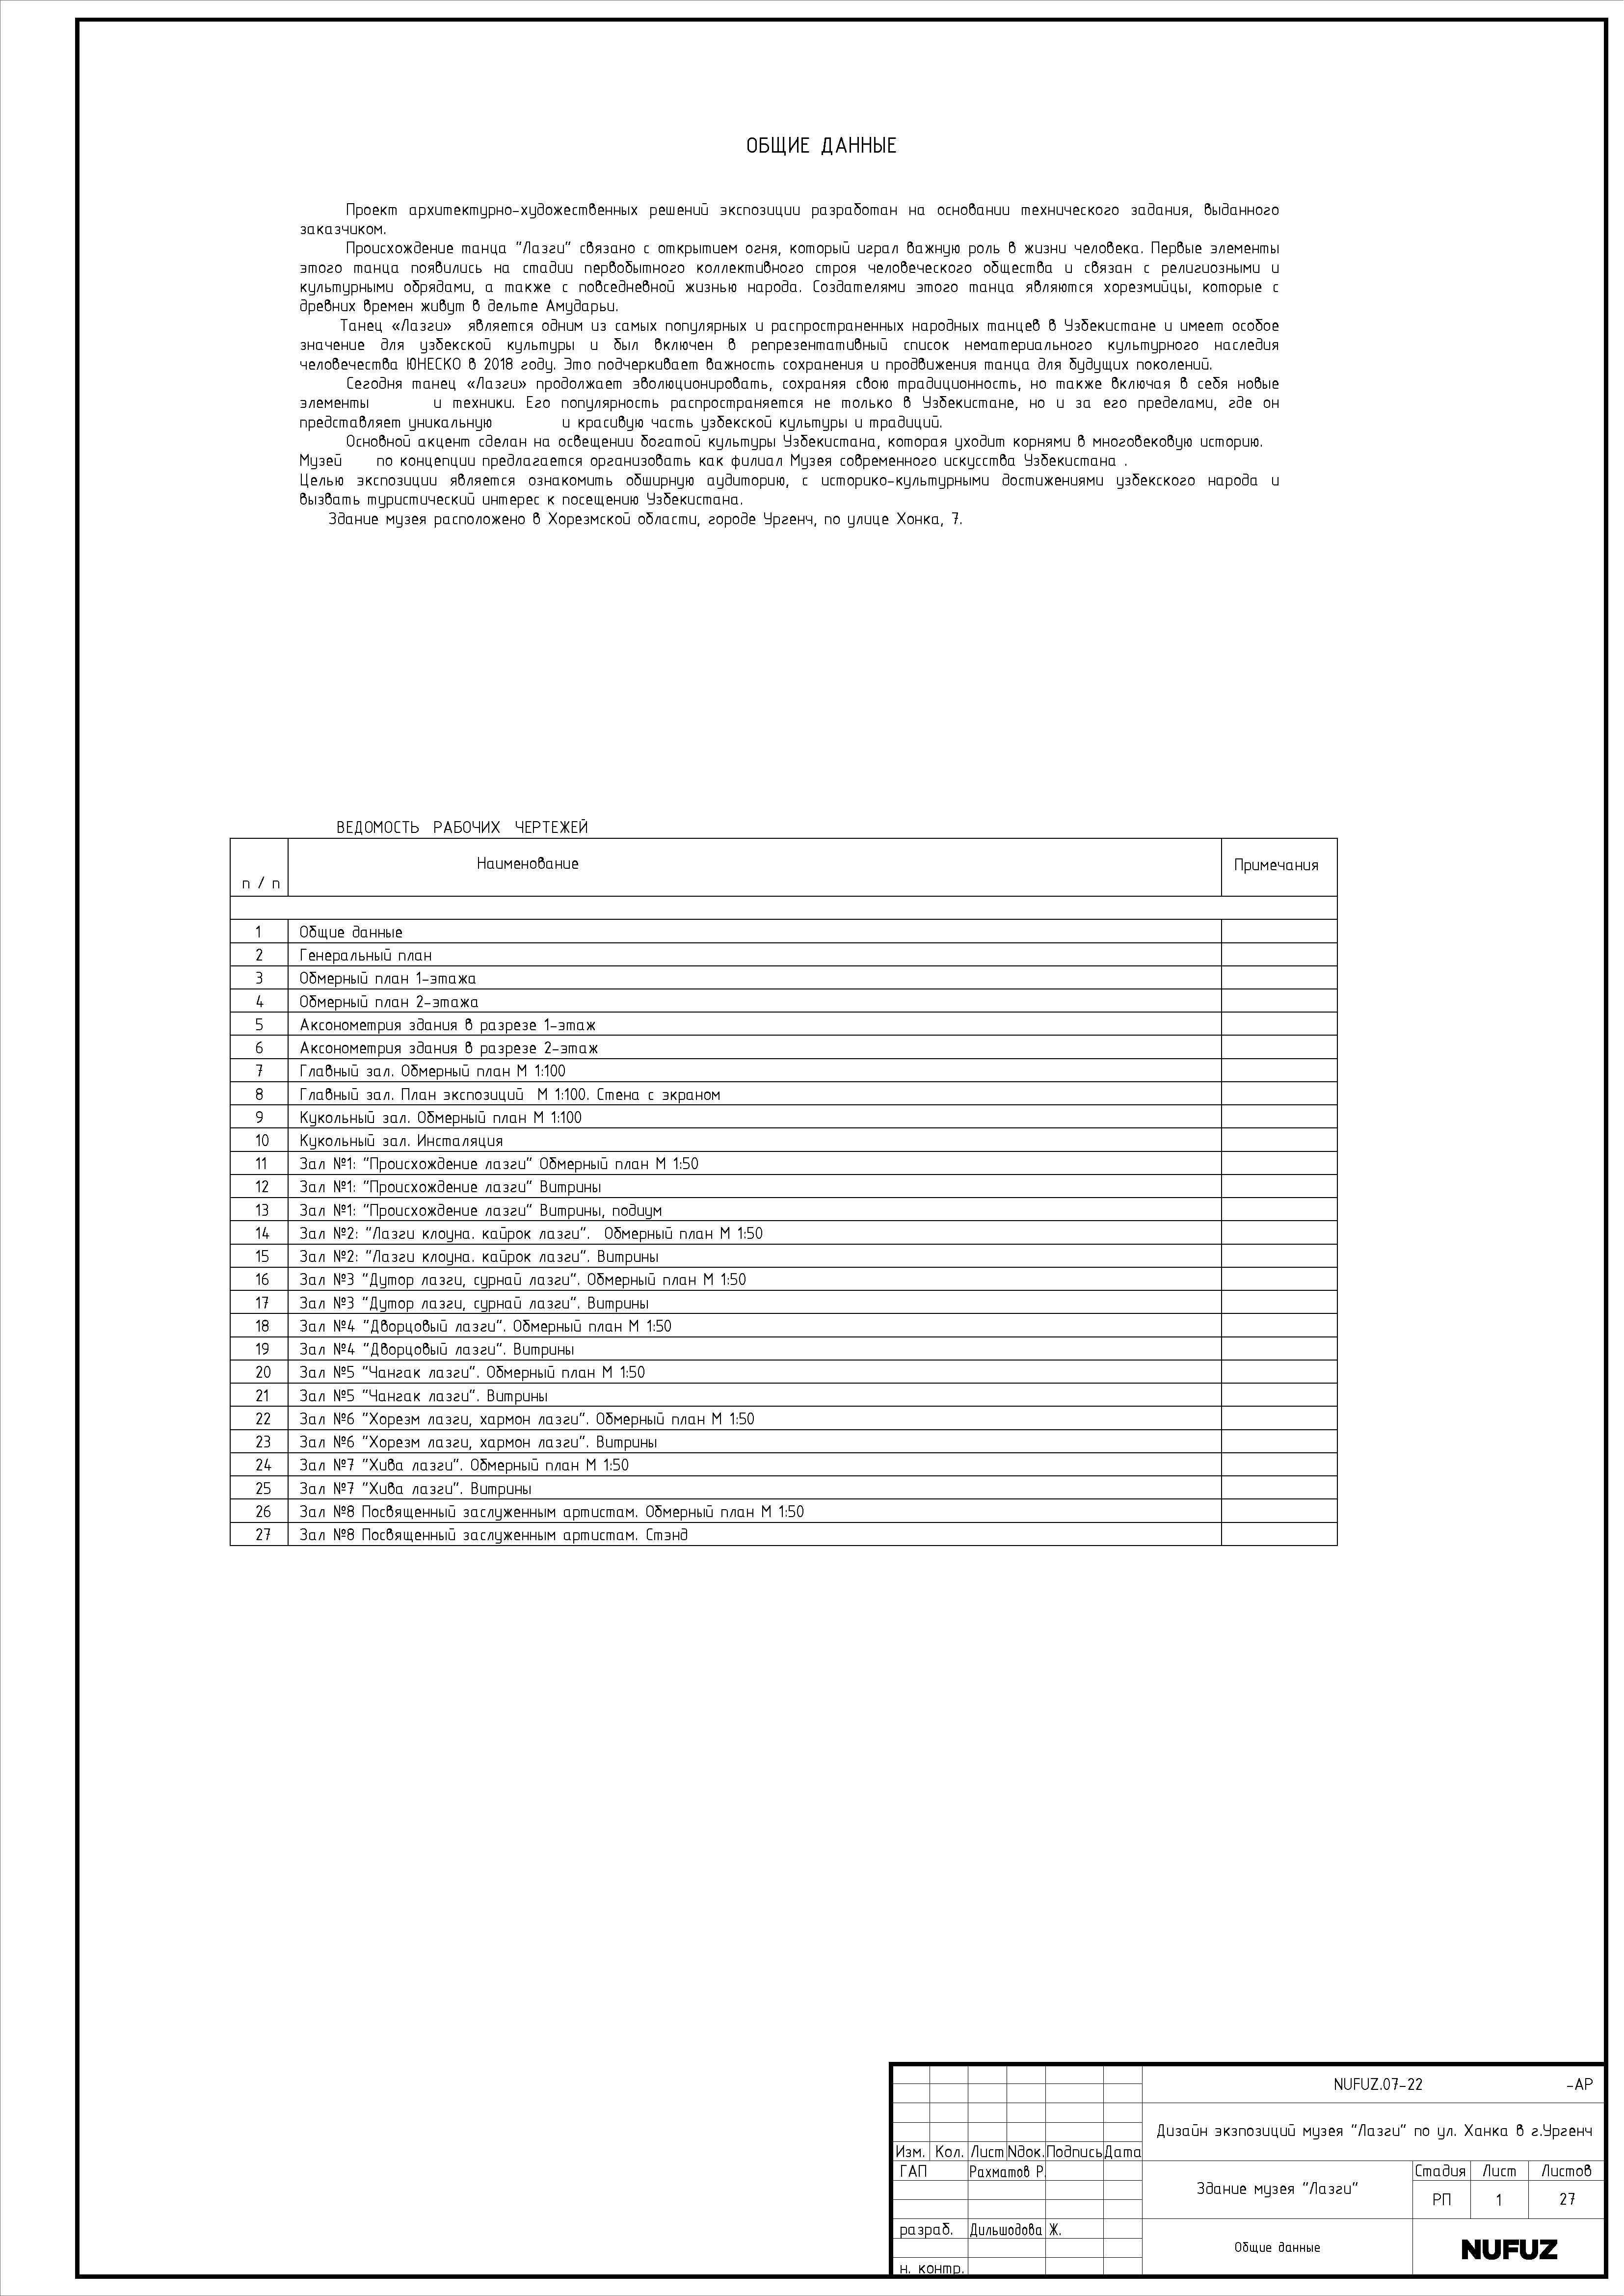 ОБЩИЕ ДАННЫЕ
Проект архитектурно-художественных решений экспозиции разработан на основании технического задания, выданного
заказчиком.
Происхождение танца "Лазги" связано с открытием огня, который играл важную роль в жизни человека. Первые элементы
этого танца появились на стадии первобытного коллективного строя человеческого общества и связан с религиозными и
культурными обрядами, а также с повседневной жизнью народа. Создателями этого танца являются хорезмийцы, которые с
древних времен живут в дельте Амударьи.
Танец «Лазги» является одним из самых популярных и распространенных народных танцев в Узбекистане и имеет особое
значение для узбекской культуры и был включен в репрезентативный список нематериального культурного наследия
человечества ЮНЕСКО в 2018 году. Это подчеркивает важность сохранения и продвижения танца для будущих поколений.
Сегодня танец «Лазги» продолжает эволюционировать, сохраняя свою традиционность, но также включая в себя новые
элементы и техники. Его популярность распространяется не только в Узбекистане, но и за его пределами, где он
представляет уникальную и красивую часть узбекской культуры и традиций.
Основной акцент сделан на освещении богатой культуры Узбекистана, которая уходит корнями в многовековую историю.
Музей по концепции предлагается организовать как филиал Музея современного искусства Узбекистана .
Целью экспозиции является ознакомить обширную аудиторию, с историко-культурными достижениями узбекского народа и
вызвать туристический интерес к посещению Узбекистана.
Здание музея расположено в Хорезмской области, городе Ургенч, по улице Хонка, 7.
ВЕДОМОСТЬ РАБОЧИХ ЧЕРТЕЖЕЙ
п / п Наименование Примечания
1 Общие данные
2 Генеральный план
3 Обмерный план 1-этажа
4 Обмерный план 2-этажа
5 Аксонометрия здания в разрезе 1-этаж
6 Аксонометрия здания в разрезе 2-этаж
7 Главный зал. Обмерный план М 1:100
8 Главный зал. План экспозиций М 1:100. Стена с экраном
9 Кукольный зал. Обмерный план М 1:100
10 Кукольный зал. Инсталяция
11 Зал №1: "Происхождение лазги" Обмерный план М 1:50
12 Зал №1: "Происхождение лазги" Витрины
13 Зал №1: "Происхождение лазги" Витрины, подиум
14 Зал №2: "Лазги клоуна. кайрок лазги". Обмерный план М 1:50
15 Зал №2: "Лазги клоуна. кайрок лазги". Витрины
16 Зал №3 "Дутор лазги, сурнай лазги". Обмерный план М 1:50
17 Зал №3 "Дутор лазги, сурнай лазги". Витрины
18 Зал №4 "Дворцовый лазги". Обмерный план М 1:50
19 Зал №4 "Дворцовый лазги". Витрины
20 Зал №5 "Чангак лазги". Обмерный план М 1:50
21 Зал №5 "Чангак лазги". Витрины
22 Зал №6 "Хорезм лазги, хармон лазги". Обмерный план М 1:50
23 Зал №6 "Хорезм лазги, хармон лазги". Витрины
24 Зал №7 "Хива лазги". Обмерный план М 1:50
25 Зал №7 "Хива лазги". Витрины
26 Зал №8 Посвященный заслуженным артистам. Обмерный план М 1:50
27 Зал №8 Посвященный заслуженным артистам. Стэнд
NUFUZ.07-22 -АР
Дизайн экзпозиций музея "Лазги" по ул. Ханка в г.Ургенч
Изм. Кол. Лист Nдок. Подпись Дата
ГАП Рахматов Р.
Здание музея "Лазги"
Стадия Лист Листов
РП 1 27
разраб. Дильшодова Ж.
Общие данные
NUFUZ
н. контр.